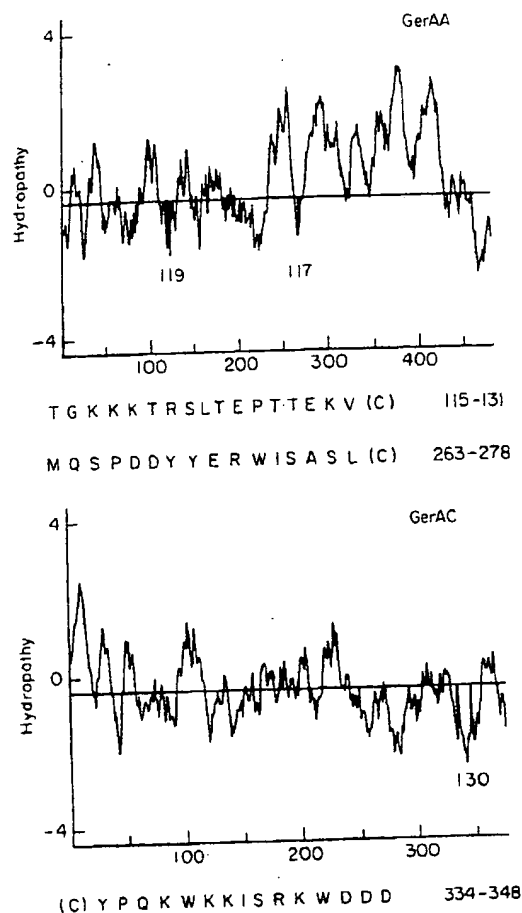 GerAA
4
0
-4
Hydropathy
119 117
100 200 300 400
T G K K K T R S L T E P T T E K V (C) 115-131
M Q S P D D Y Y E R W I S A S L (C) 263-278
GerAC
4
0
-4
Hydropathy
130
100 200 300
(C) Y P Q K W K K I S R K W D D D 334-348